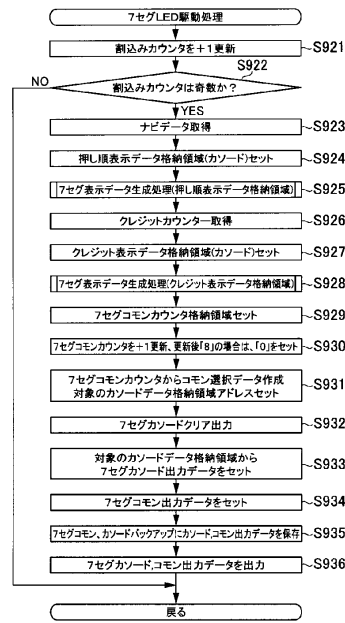 7セグLED駆動処理
割込みカウンタを+1更新
S921
S922
NO
割込みカウンタは奇数か?
YES
ナビデータ取得
S923
押し順表示データ格納領域(カソード)セット
S924
7セグ表示データ生成処理(押し順表示データ格納領域)
S925
クレジットカウンター取得
S926
クレジット表示データ格納領域(カソード)セット
S927
7セグ表示データ生成処理(クレジット表示データ格納領域)
S928
7セグコモンカウンタ格納領域セット
S929
7セグコモンカウンタを+1更新、更新後「8」の場合は、「0」をセット
S930
7セグコモンカウンタからコモン選択データ作成
対象のカソードデータ格納領域アドレスセット
S931
7セグカソードクリア出力
S932
対象のカソードデータ格納領域から
7セグカソード出力データをセット
S933
7セグコモン出力データをセット
S934
7セグコモン、カソードバックアップにカソード,コモン出力データを保存
S935
7セグカソード,コモン出力データを出力
S936
戻る